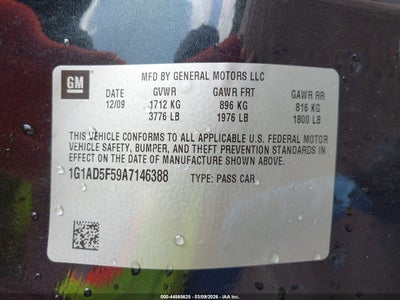 GM
MFD BY GENERAL MOTORS LLC
DATE GVWR GAWR FRT GAWR RR
12/09 1712 KG 896 KG 816 KG
3776 LB 1976 LB 1800 LB
THIS VEHICLE CONFORMS TO ALL APPLICABLE U.S. FEDERAL MOTOR
VEHICLE SAFETY, BUMPER, AND THEFT PREVENTION STANDARDS IN
EFFECT ON THE DATE OF MANUFACTURE SHOWN ABOVE.
1G1AD5F59A7146388 TYPE: PASS CAR
000-44565625 - 03/09/2026 - IAA, LLC